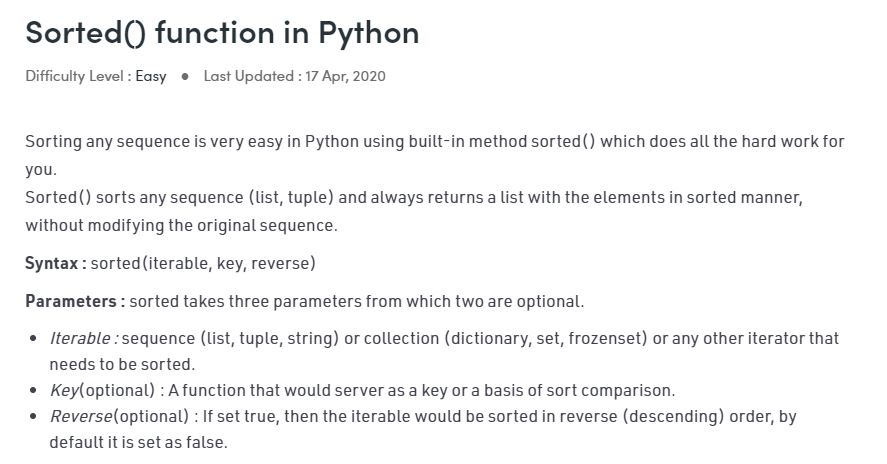 Sorted() function in Python
Difficulty Level : Easy ● Last Updated : 17 Apr, 2020
Sorting any sequence is very easy in Python using built-in method sorted() which does all the hard work for
you.
Sorted() sorts any sequence (list, tuple) and always returns a list with the elements in sorted manner,
without modifying the original sequence.
Syntax : sorted(iterable, key, reverse)
Parameters : sorted takes three parameters from which two are optional.
• Iterable : sequence (list, tuple, string) or collection (dictionary, set, frozenset) or any other iterator that
needs to be sorted.
• Key(optional) : A function that would server as a key or a basis of sort comparison.
• Reverse(optional) : If set true, then the iterable would be sorted in reverse (descending) order, by
default it is set as false.